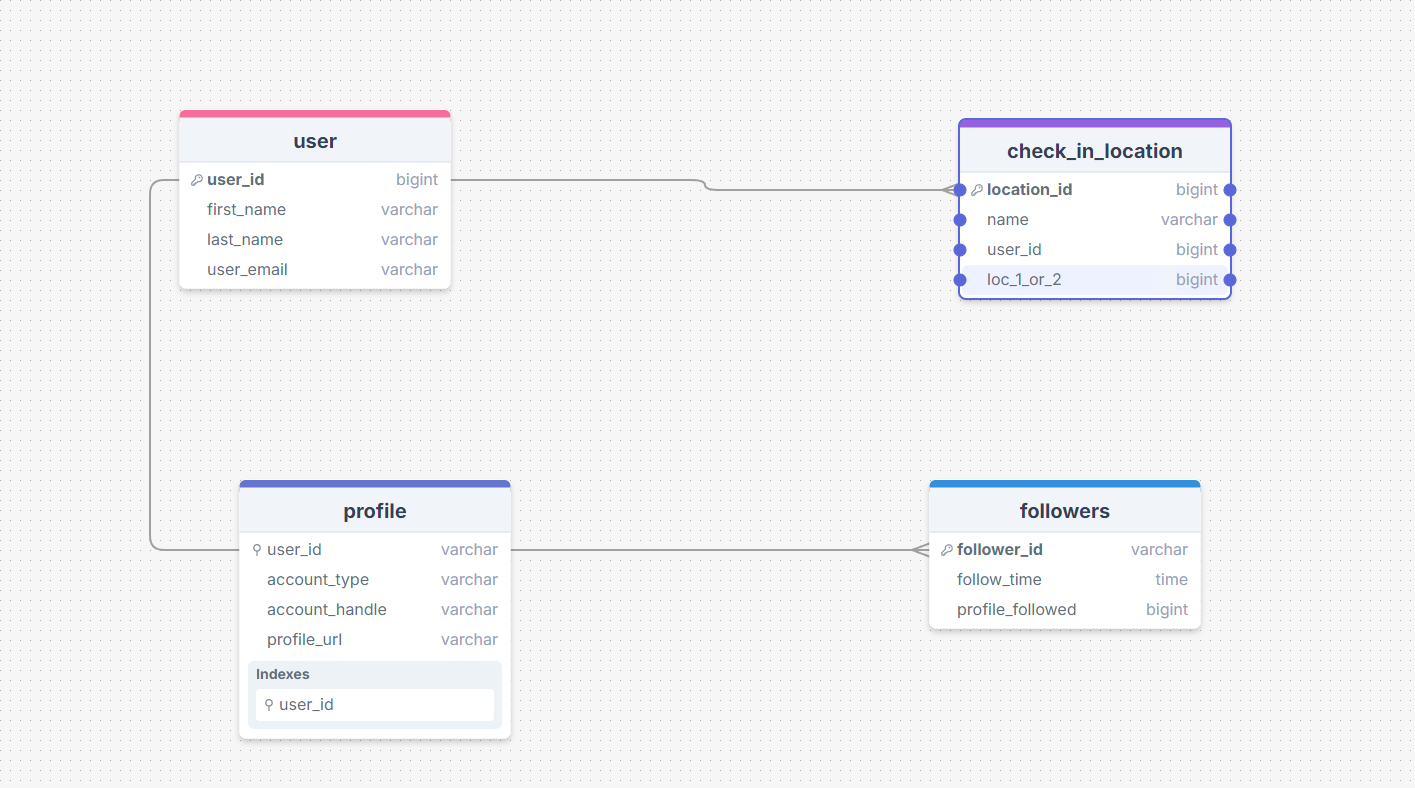 user
user_id bigint
first_name varchar
last_name varchar
user_email varchar
check_in_location
location_id bigint
name varchar
user_id bigint
loc_1_or_2 bigint
profile
user_id varchar
account_type varchar
account_handle varchar
profile_url varchar
Indexes
user_id
followers
follower_id varchar
follow_time time
profile_followed bigint